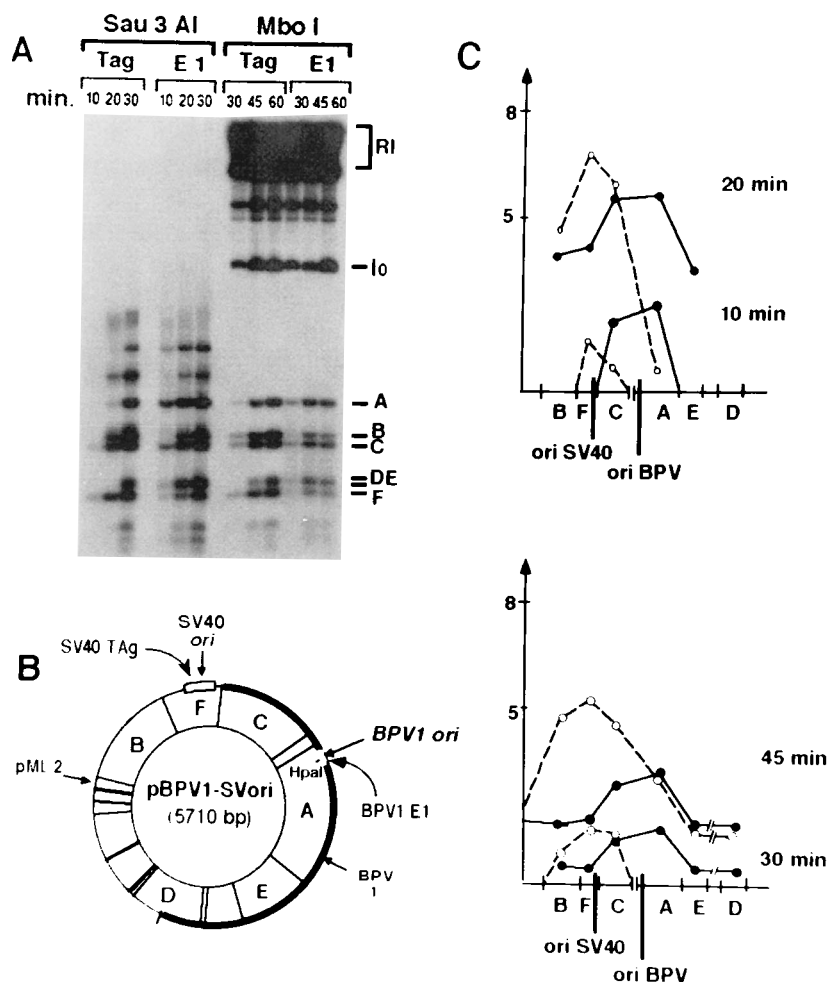 A
Sau 3 AI Mbo I
Tag E 1 Tag E1
min. 10 20 30 10 20 30 30 45 60 30 45 60
RI
Io
A
B
C
DE
F
B
SV40 TAg
SV40
ori
F
C
BPV1 ori
HpaI
BPV1 E1
A
BPV
1
E
D
B
pML 2
pBPV1-SVori
(5710 bp)
C
8
5
20 min
10 min
B F C A E D
ori SV40
ori BPV
8
5
45 min
30 min
B F C A E D
ori SV40
ori BPV